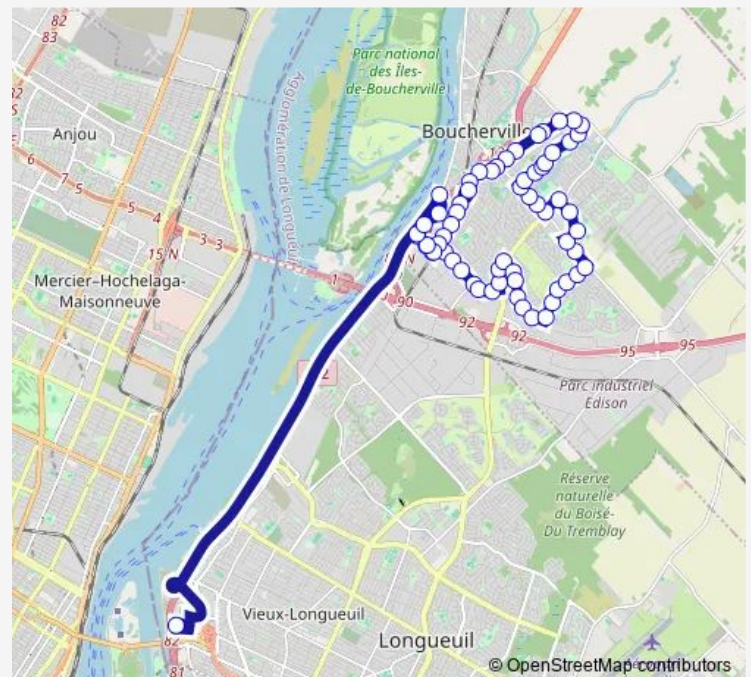 82
83
Parc national
des Îles-
de-Boucherville
Boucherville
Anjou
Agglomération de Longueuil
7
6
5
5
4
3
3
15 N
1
90
92
92
95
95
Mercier–Hochelaga-
Maisonneuve
Parc industriel
Edison
Réserve
naturelle
du Boisé-
Du Tremblay
Vieux-Longueuil
82
Longueuil
81
© OpenStreetMap contributors